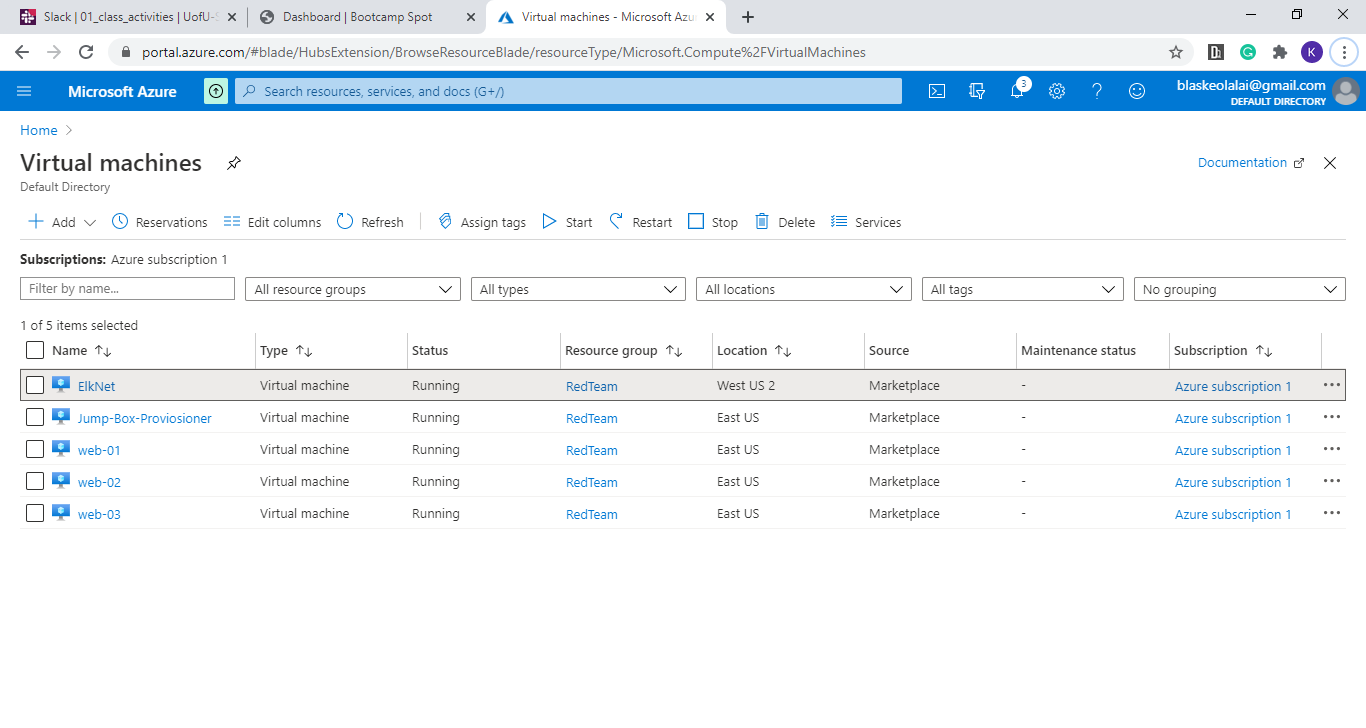 Slack | 01_class_activities | UofU-S
Dashboard | Bootcamp Spot
Virtual machines - Microsoft Azu
portal.azure.com/#blade/HubsExtension/BrowseResourceBlade/resourceType/Microsoft.Compute%2FVirtualMachines
K
Microsoft Azure
Search resources, services, and docs (G+/)
3
blaskeolalai@gmail.com
DEFAULT DIRECTORY
Home
Virtual machines
Documentation
Default Directory
Add Reservations Edit columns Refresh Assign tags Start Restart Stop Delete Services
Subscriptions: Azure subscription 1
Filter by name... All resource groups All types All locations All tags No grouping
1 of 5 items selected
Name Type Status Resource group Location Source Maintenance status Subscription
ElkNet Virtual machine Running RedTeam West US 2 Marketplace - Azure subscription 1
Jump-Box-Proviosioner Virtual machine Running RedTeam East US Marketplace - Azure subscription 1
web-01 Virtual machine Running RedTeam East US Marketplace - Azure subscription 1
web-02 Virtual machine Running RedTeam East US Marketplace - Azure subscription 1
web-03 Virtual machine Running RedTeam East US Marketplace - Azure subscription 1